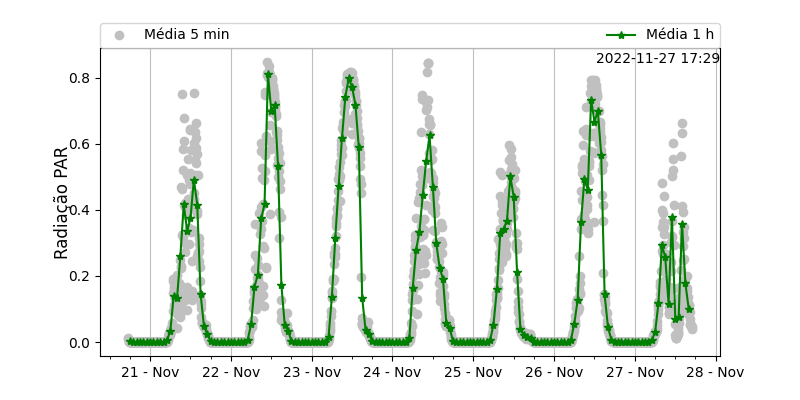 Média 5 min
Média 1 h
2022-11-27 17:29
Radiação PAR
0.8
0.6
0.4
0.2
0.0
21 - Nov
22 - Nov
23 - Nov
24 - Nov
25 - Nov
26 - Nov
27 - Nov
28 - Nov